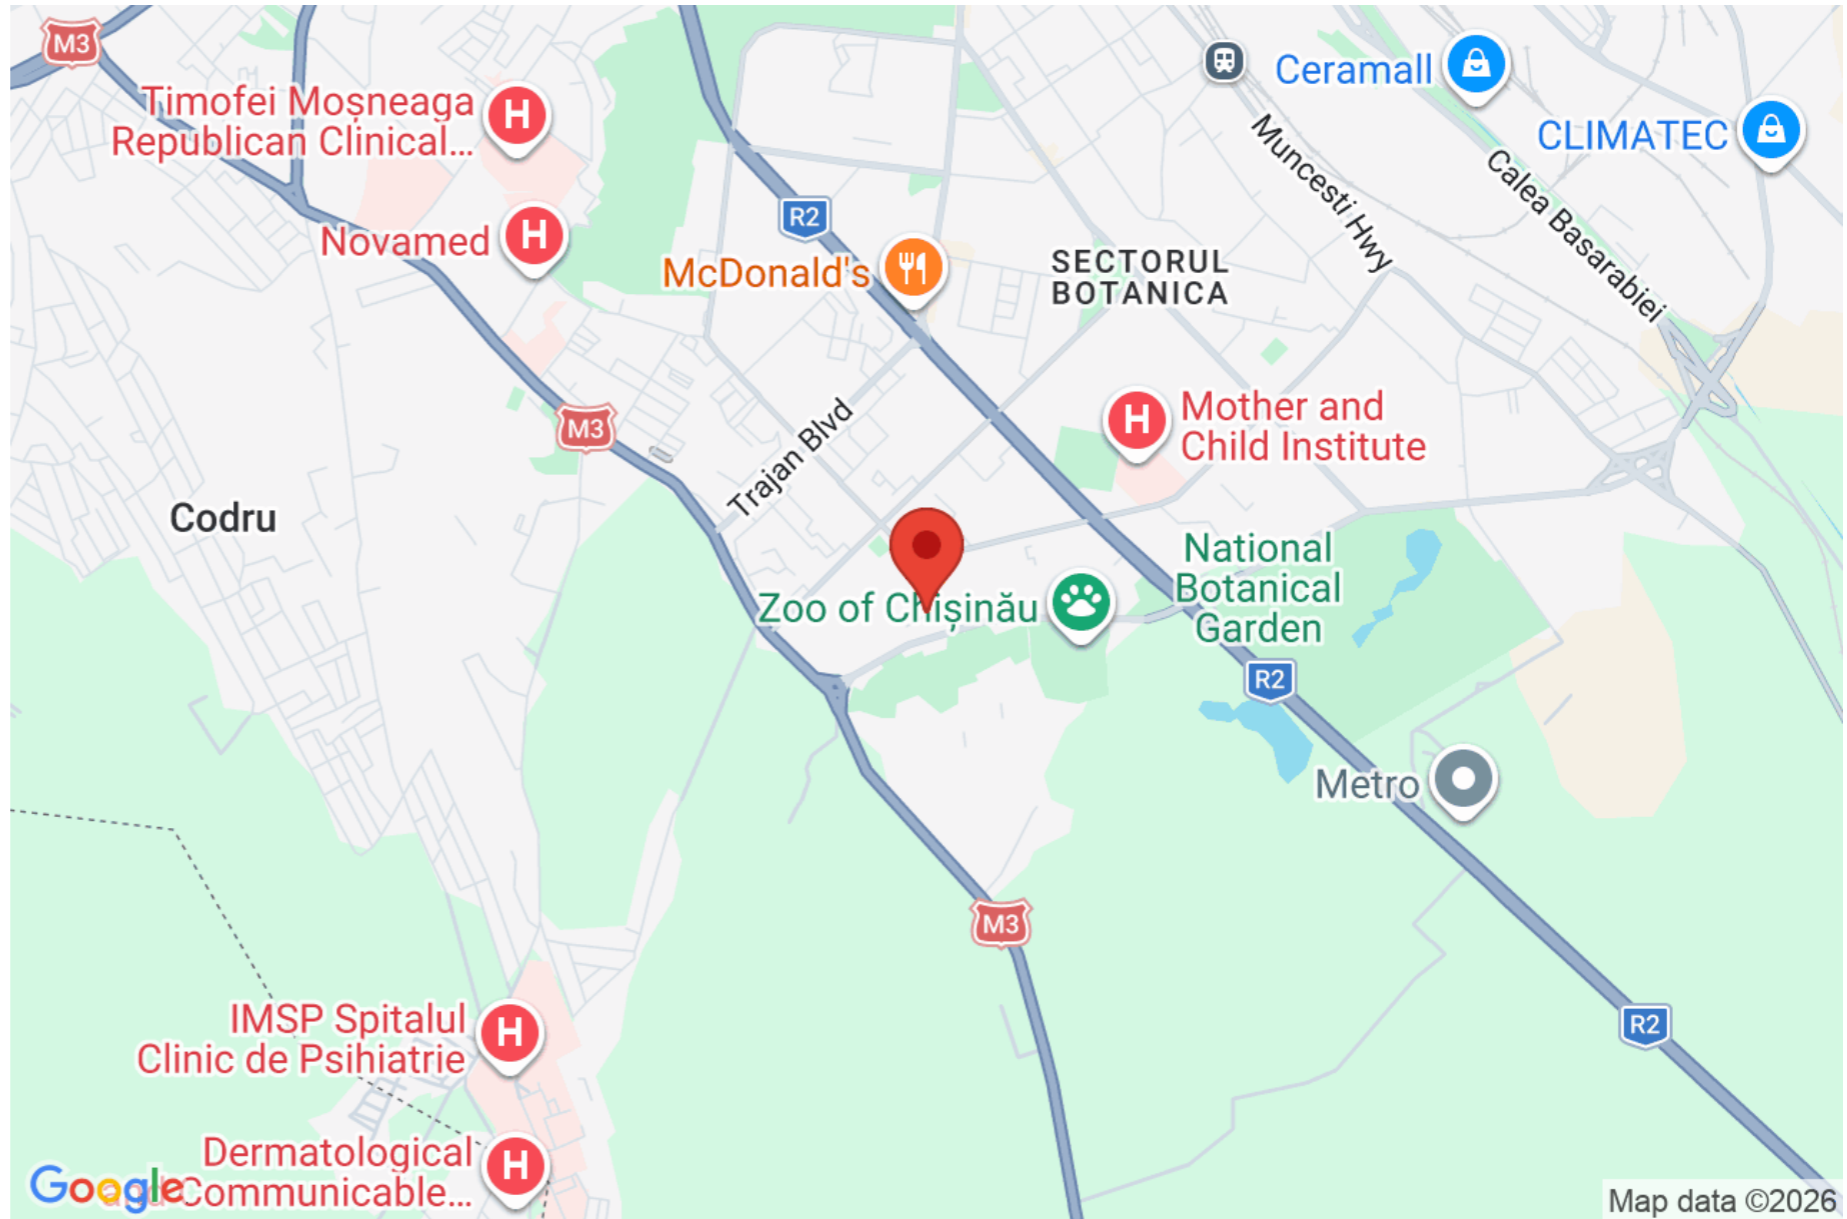 M3
Timofei Moșneaga
Republican Clinical...
H
Novamed
H
R2
McDonald's
SECTORUL
BOTANICA
Ceramall
CLIMATEC
Muncesti Hwy
Calea Basarabiei
M3
Trajan Blvd
H
Mother and
Child Institute
Codru
Zoo of Chișinău
National
Botanical
Garden
R2
Metro
M3
R2
IMSP Spitalul
Clinic de Psihiatrie
H
Dermatological
and Communicable...
H
Google
Map data ©2026